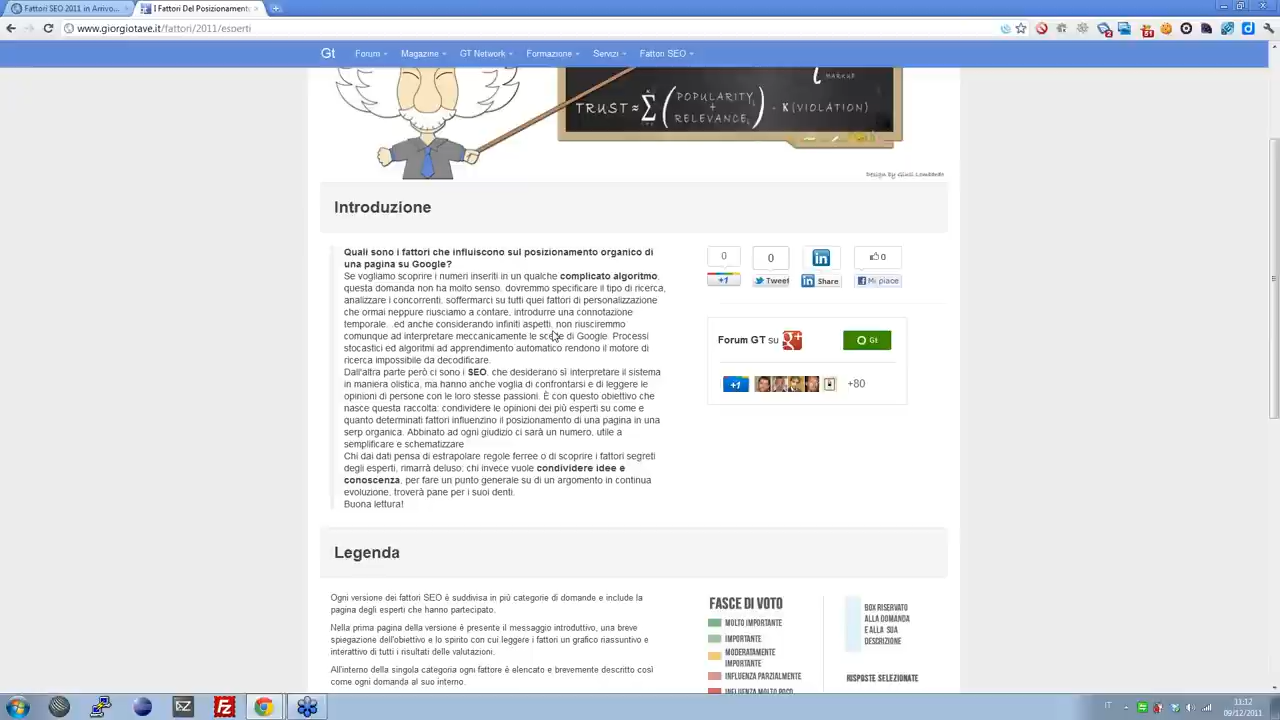 Fattori SEO 2011 in Arrivo...
I Fattori Del Posizionament
www.giorgiotave.it/fattori/2011/esperti
Gt Forum Magazine GT Network Formazione Servizi Fattori SEO
MARKUP
TRUST ≈ Σ ( POPULARITY + RELEVANCE ) - K (VIOLATION)
Design By Giusi Lombardo
Introduzione
Quali sono i fattori che influiscono sul posizionamento organico di
una pagina su Google?
Se vogliamo scoprire i numeri inseriti in un qualche complicato algoritmo,
questa domanda non ha molto senso: dovremmo specificare il tipo di ricerca,
analizzare i concorrenti, soffermarci su tutti quei fattori di personalizzazione
che ormai neppure riusciamo a contare, introdurre una connotazione
temporale...ed anche considerando infiniti aspetti, non riusciremmo
comunque ad interpretare meccanicamente le scelte di Google. Processi
stocastici ed algoritmi ad apprendimento automatico rendono il motore di
ricerca impossibile da decodificare.
Dall'altra parte però ci sono i SEO, che desiderano sì interpretare il sistema
in maniera olistica, ma hanno anche voglia di confrontarsi e di leggere le
opinioni di persone con le loro stesse passioni. È con questo obiettivo che
nasce questa raccolta: condividere le opinioni dei più esperti su come e
quanto determinati fattori influenzino il posizionamento di una pagina in una
serp organica. Abbinato ad ogni giudizio ci sarà un numero, utile a
semplificare e schematizzare
Chi dai dati pensa di estrapolare regole ferree o di scoprire i fattori segreti
degli esperti, rimarrà deluso; chi invece vuole condividere idee e
conoscenza, per fare un punto generale su di un argomento in continua
evoluzione, troverà pane per i suoi denti.
Buona lettura!
0 0 in 0
+1 Tweet in Share Mi piace
Forum GT su g+ Gt
+1 +80
Legenda
Ogni versione dei fattori SEO è suddivisa in più categorie di domande e include la
pagina degli esperti che hanno partecipato.
Nella prima pagina della versione è presente il messaggio introduttivo, una breve
spiegazione dell'obiettivo e lo spirito con cui leggere i fattori un grafico riassuntivo e
interattivo di tutti i risultati delle valutazioni.
All'interno della singola categoria ogni fattore è elencato e brevemente descritto così
come ogni domanda al suo interno.
FASCE DI VOTO
MOLTO IMPORTANTE
IMPORTANTE
MODERATAMENTE
IMPORTANTE
INFLUENZA PARZIALMENTE
INFLUENZA MOLTO POCO
BOX RISERVATO
ALLA DOMANDA
E ALLA SUA
DESCRIZIONE
RISPOSTE SELEZIONATE
IT
11:12
09/12/2011